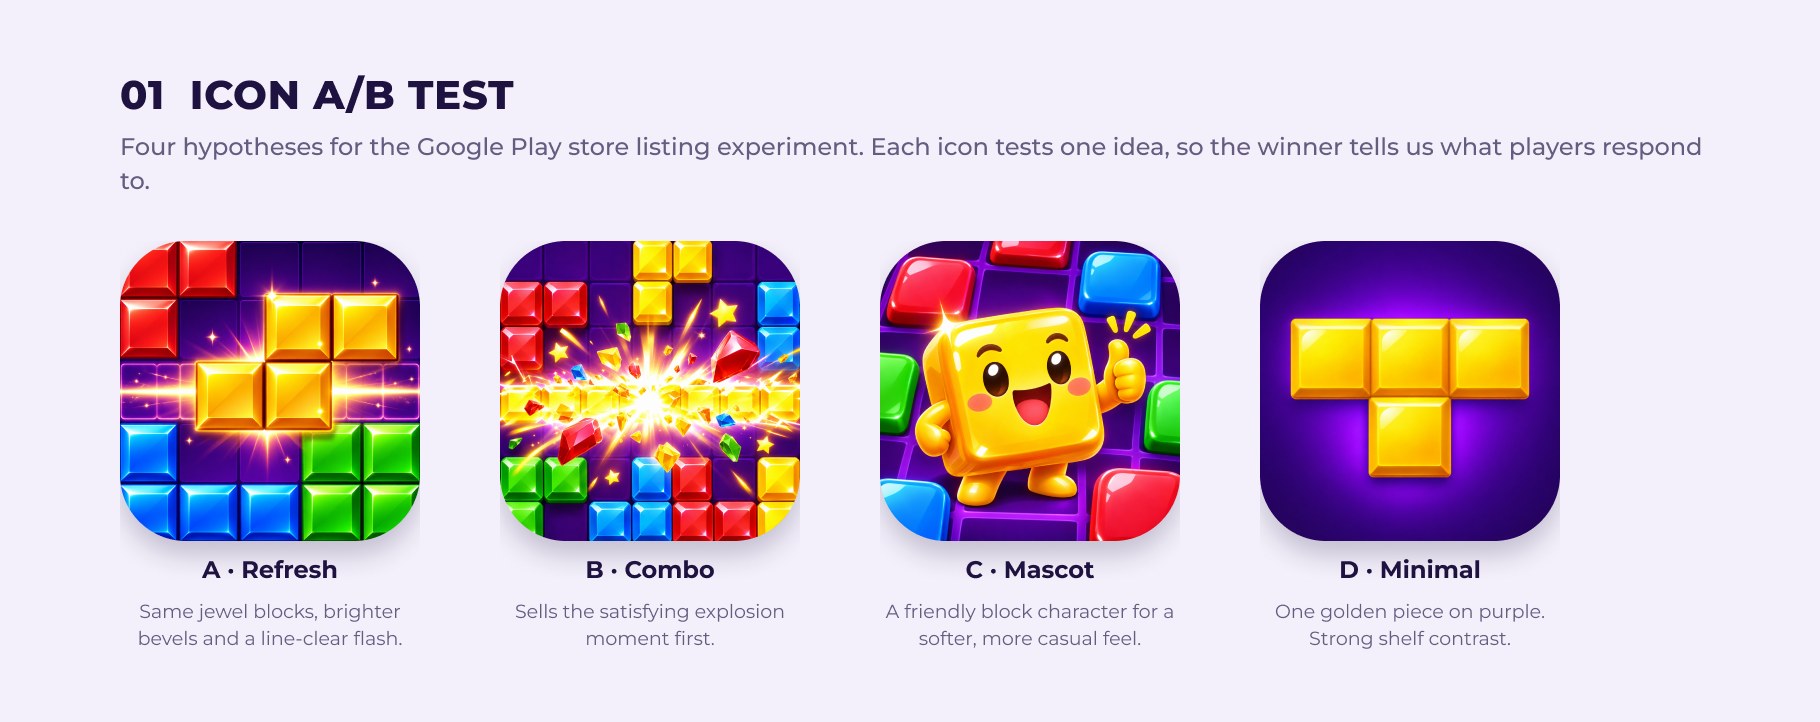 01 ICON A/B TEST
Four hypotheses for the Google Play store listing experiment. Each icon tests one idea, so the winner tells us what players respond
to.
A · Refresh
Same jewel blocks, brighter
bevels and a line-clear flash.
B · Combo
Sells the satisfying explosion
moment first.
C · Mascot
A friendly block character for a
softer, more casual feel.
D · Minimal
One golden piece on purple.
Strong shelf contrast.